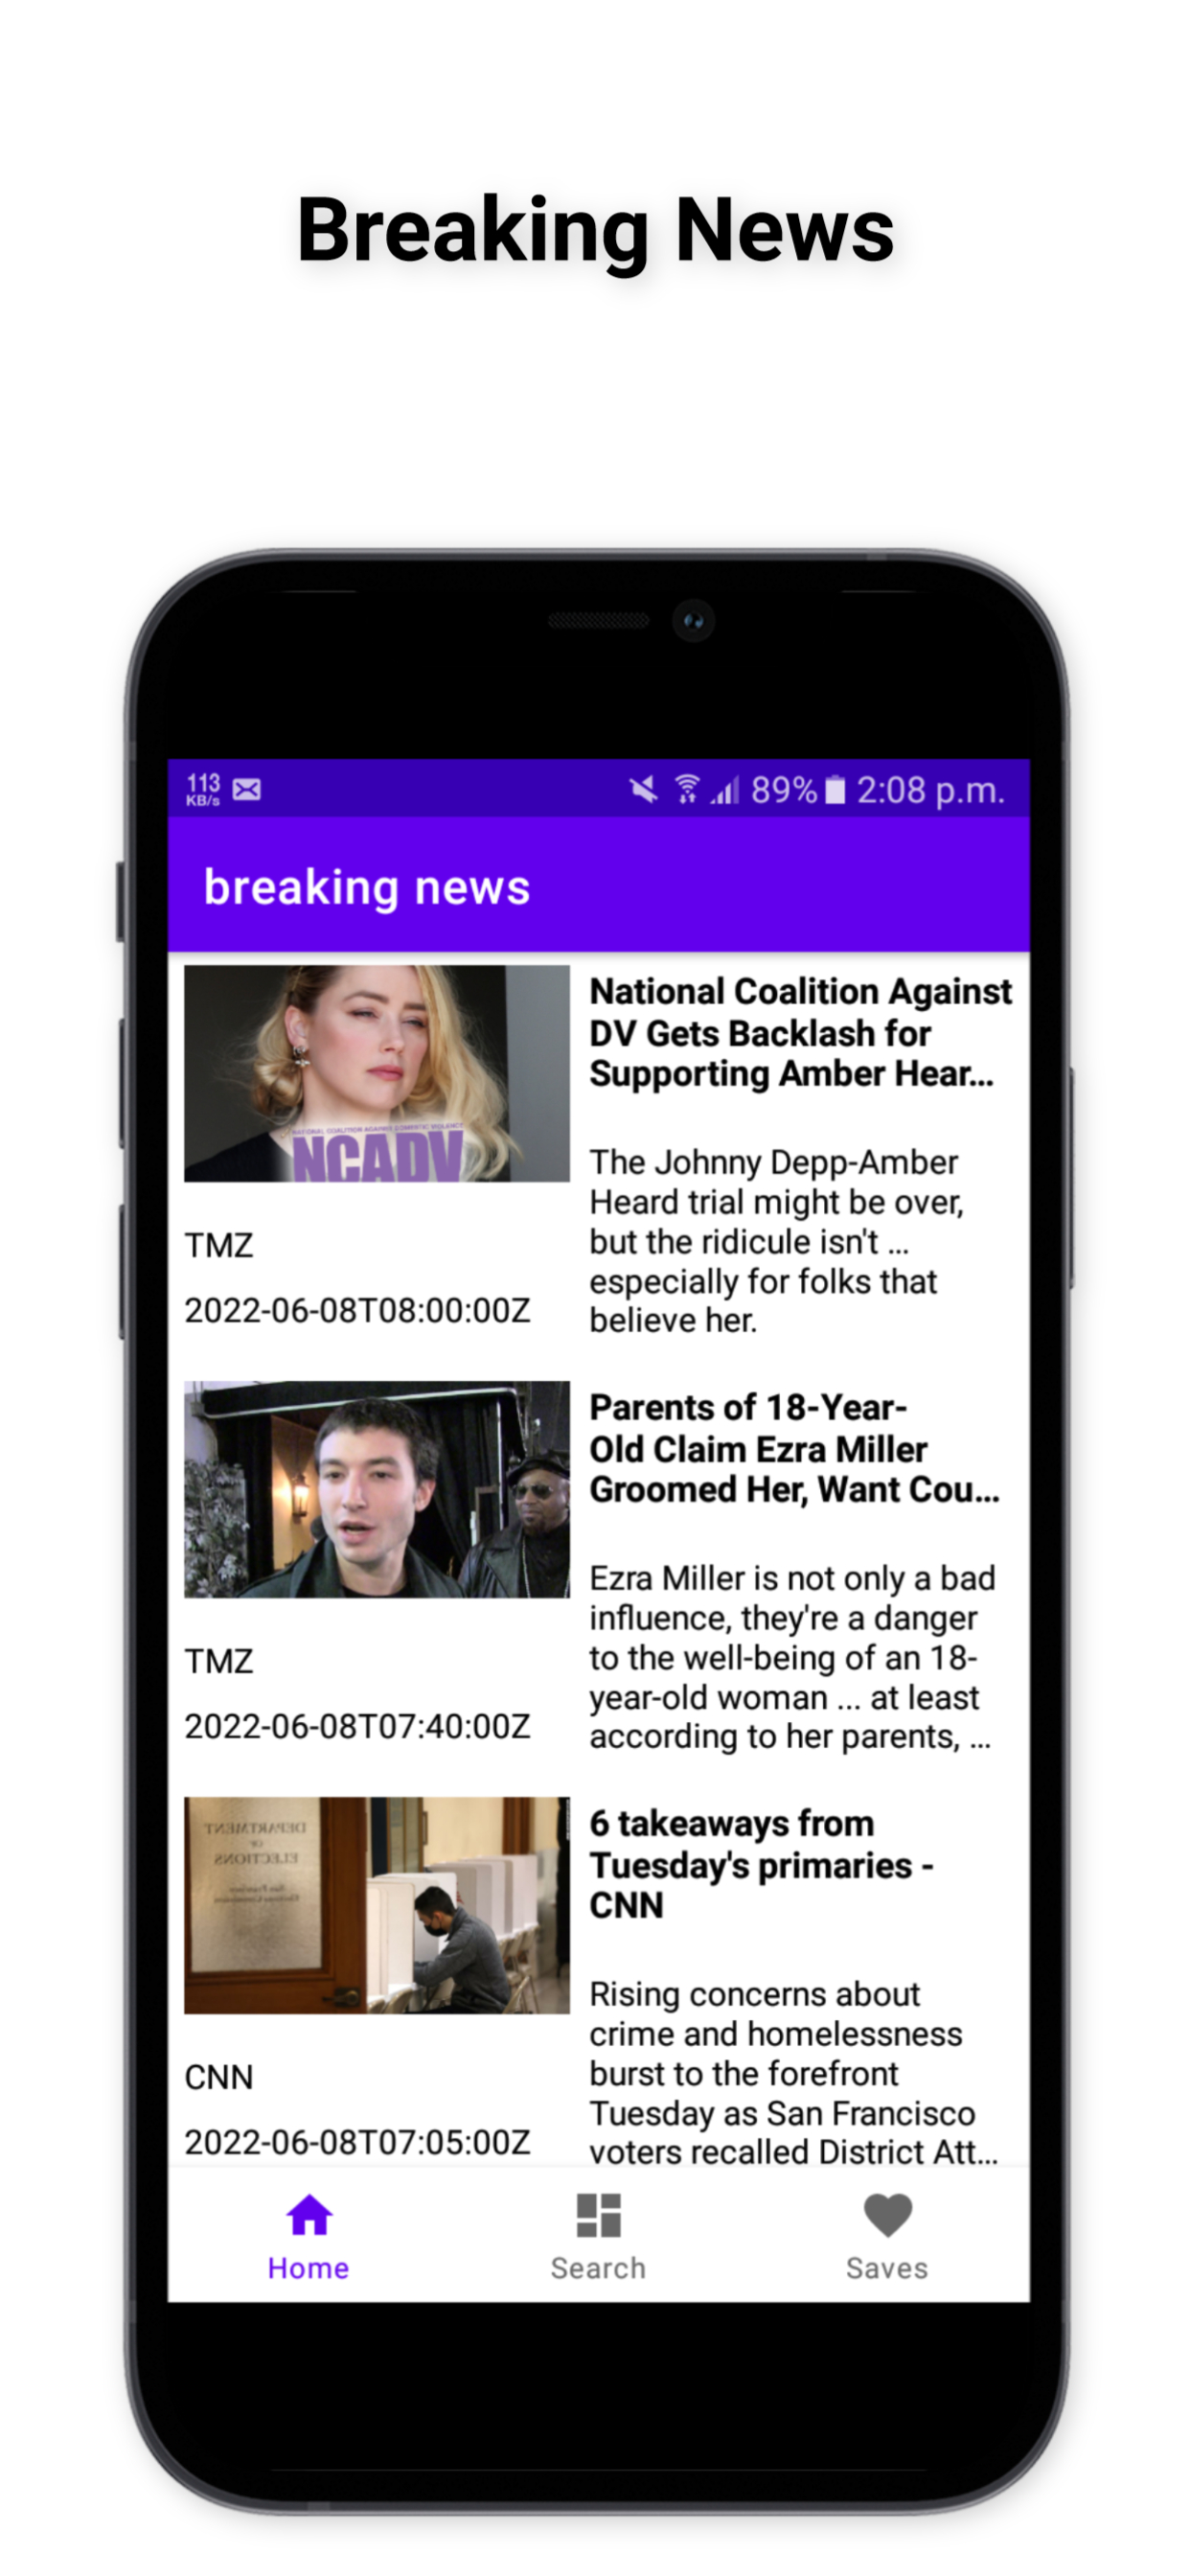 Breaking News
113
KB/s
89% 2:08 p.m.
breaking news
NATIONAL COALITION AGAINST DOMESTIC VIOLENCE
NCADV
TMZ
2022-06-08T08:00:00Z
National Coalition Against
DV Gets Backlash for
Supporting Amber Hear...
The Johnny Depp-Amber
Heard trial might be over,
but the ridicule isn't ...
especially for folks that
believe her.
TMZ
2022-06-08T07:40:00Z
Parents of 18-Year-
Old Claim Ezra Miller
Groomed Her, Want Cou...
Ezra Miller is not only a bad
influence, they're a danger
to the well-being of an 18-
year-old woman ... at least
according to her parents, ...
DEPARTMENT
OF
ELECTIONS
CNN
2022-06-08T07:05:00Z
6 takeaways from
Tuesday's primaries -
CNN
Rising concerns about
crime and homelessness
burst to the forefront
Tuesday as San Francisco
voters recalled District Att...
Home
Search
Saves